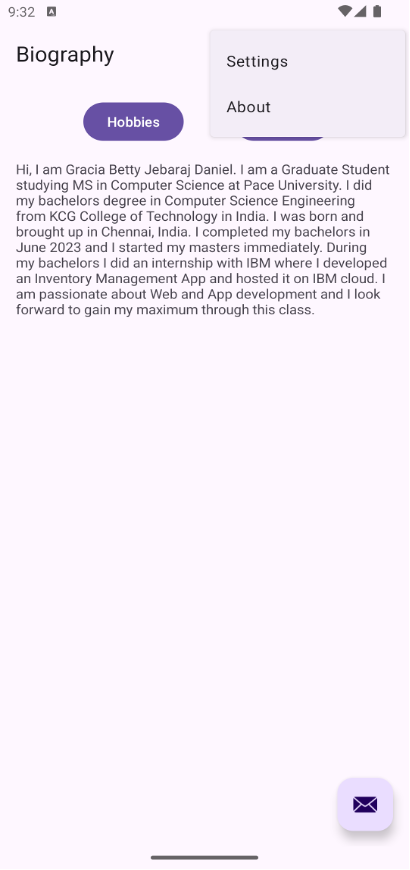 9:32
Biography
Settings
About
Hobbies
Hi, I am Gracia Betty Jebaraj Daniel. I am a Graduate Student
studying MS in Computer Science at Pace University. I did
my bachelors degree in Computer Science Engineering
from KCG College of Technology in India. I was born and
brought up in Chennai, India. I completed my bachelors in
June 2023 and I started my masters immediately. During
my bachelors I did an internship with IBM where I developed
an Inventory Management App and hosted it on IBM cloud. I
am passionate about Web and App development and I look
forward to gain my maximum through this class.